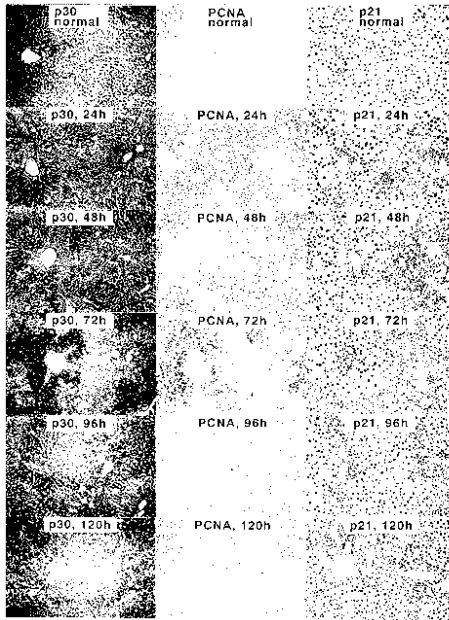 p30 normal
PCNA normal
p21 normal
p30, 24h
PCNA, 24h
p21, 24h
p30, 48h
PCNA, 48h
p21, 48h
p30, 72h
PCNA, 72h
p21, 72h
p30, 96h
PCNA, 96h
p21, 96h
p30, 120h
PCNA, 120h
p21, 120h